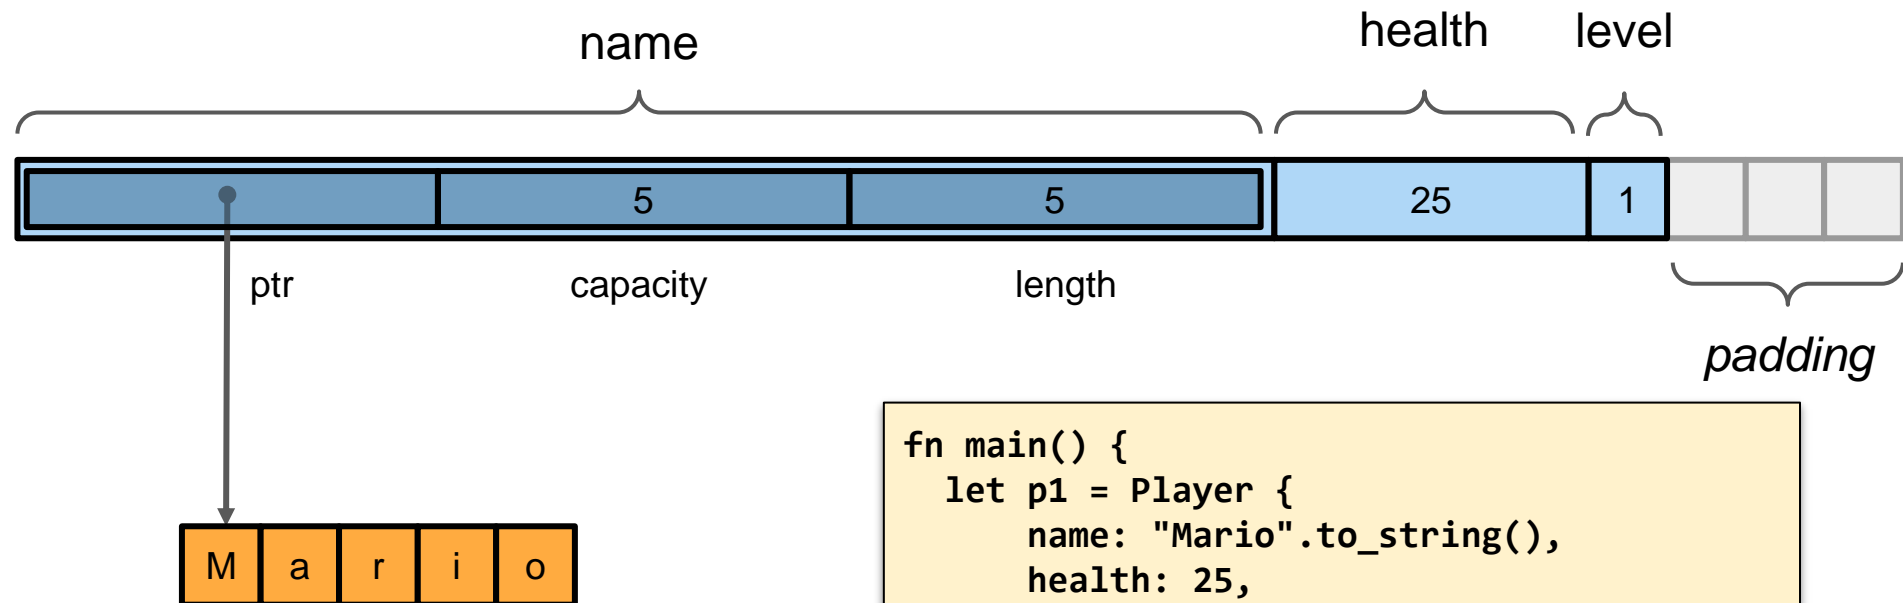 name
health
level
5
5
25
1
ptr
capacity
length
padding
M a r i o
fn main() {
let p1 = Player {
name: "Mario".to_string(),
health: 25,